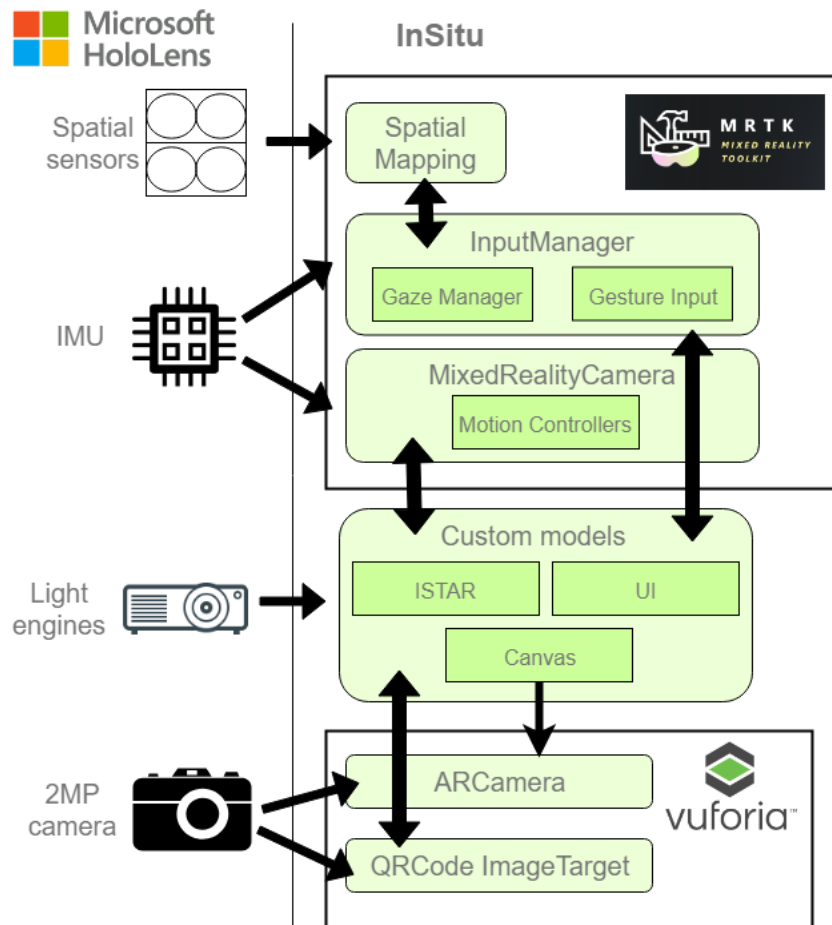 Microsoft
HoloLens
InSitu
Spatial
sensors
Spatial
Mapping
MRTK
MIXED REALITY
TOOLKIT
InputManager
Gaze Manager
Gesture Input
IMU
MixedRealityCamera
Motion Controllers
Custom models
Light
engines
ISTAR
UI
Canvas
2MP
camera
ARCamera
vuforia™
QRCode ImageTarget